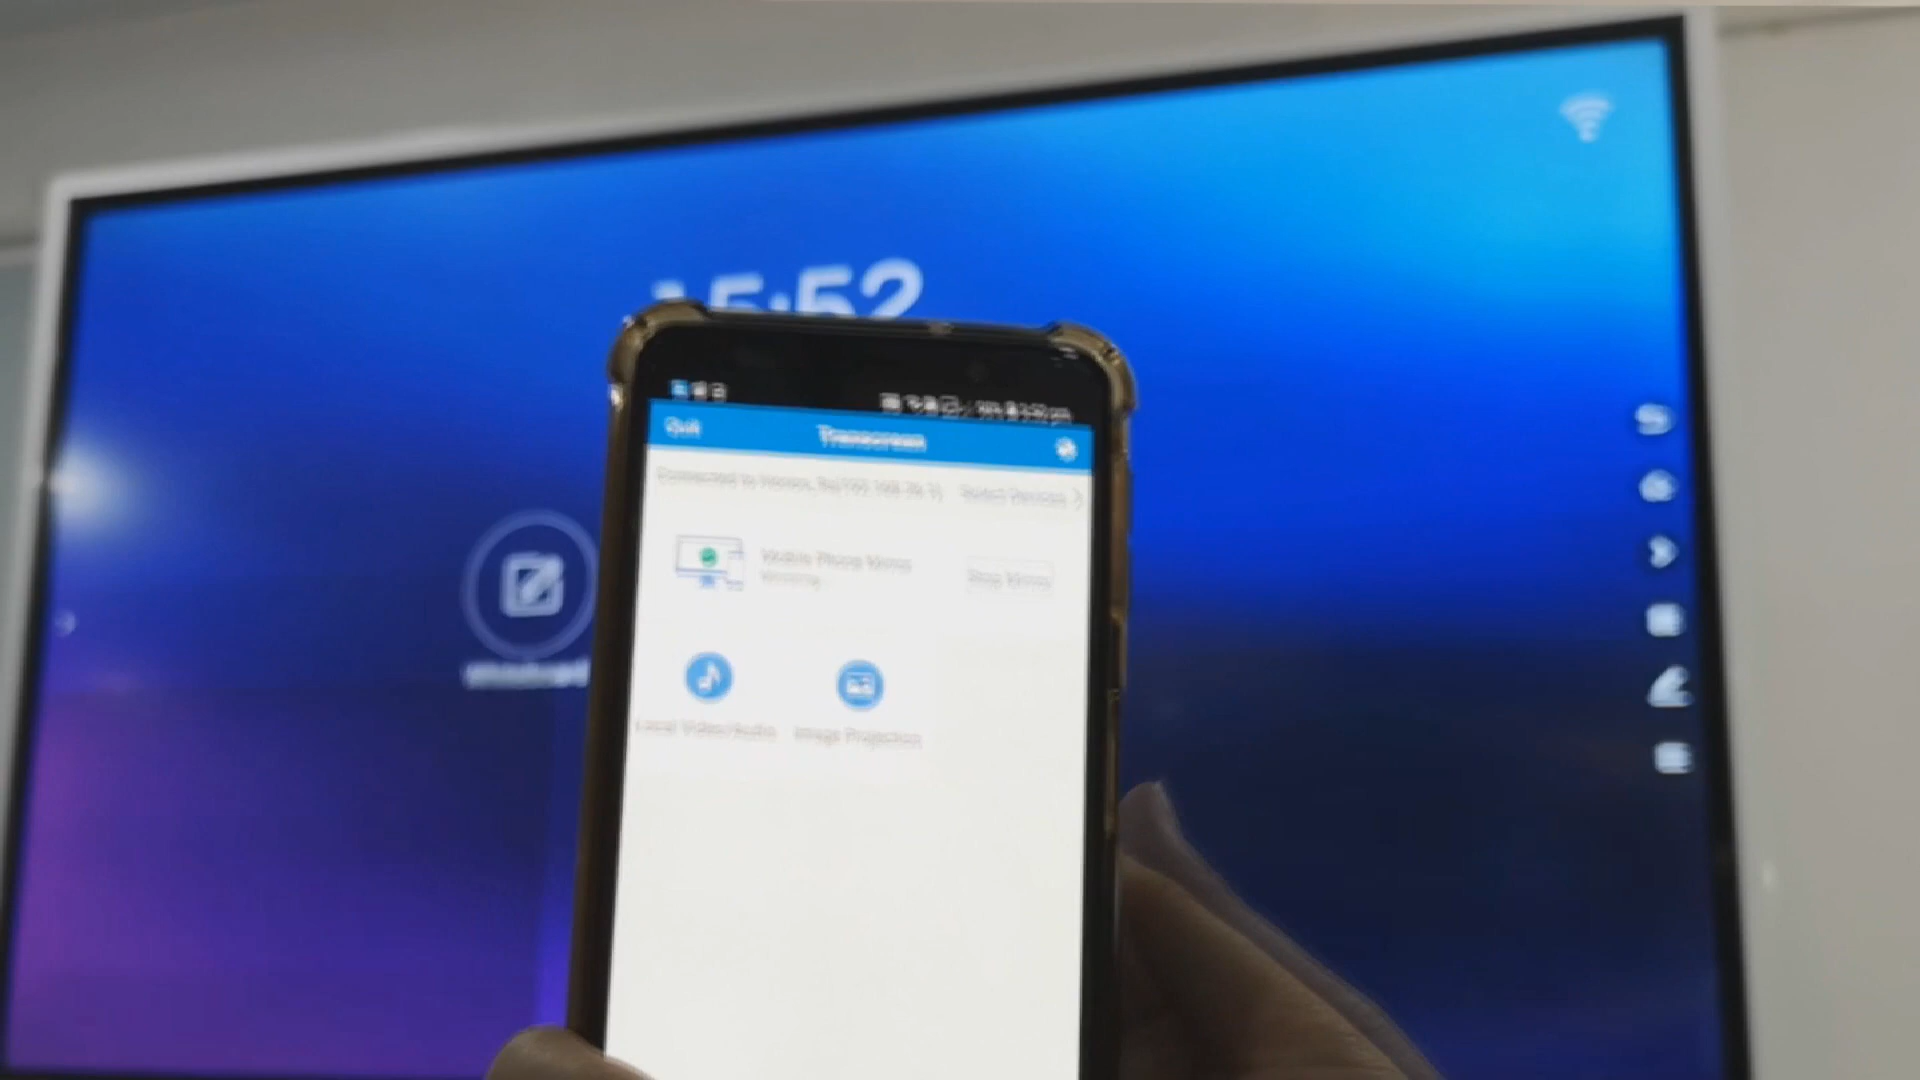 15:52
Quit
Transcreen
Connected to
Select Devices
Mobile Phone Mirror
Mirroring
Stop Mirror
Local Video/Audio
Image Projection